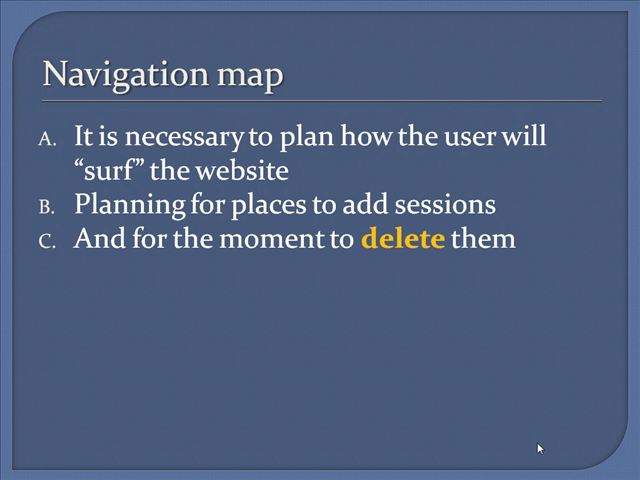 Navigation map
A. It is necessary to plan how the user will
“surf” the website
B. Planning for places to add sessions
C. And for the moment to delete them